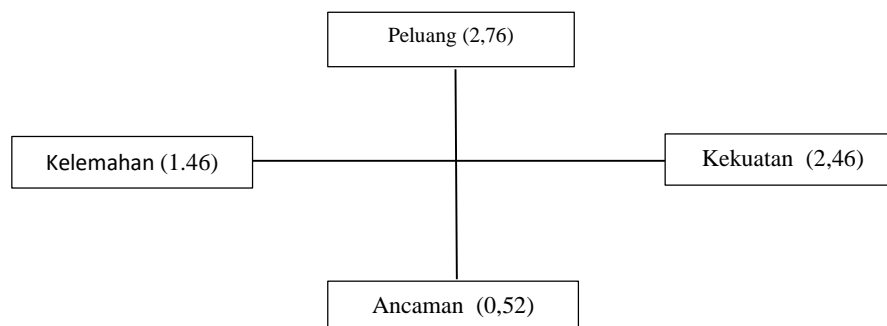 Peluang (2,76)
Kelemahan (1.46)
Kekuatan (2,46)
Ancaman (0,52)